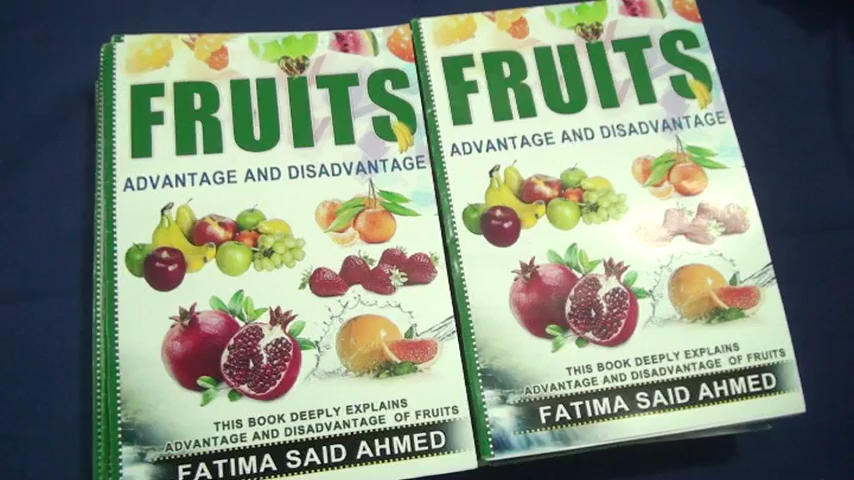 FRUITS
ADVANTAGE AND DISADVANTAGE
THIS BOOK DEEPLY EXPLAINS
ADVANTAGE AND DISADVANTAGE OF FRUITS
FATIMA SAID AHMED
FRUITS
ADVANTAGE AND DISADVANTAGE
THIS BOOK DEEPLY EXPLAINS
ADVANTAGE AND DISADVANTAGE OF FRUITS
FATIMA SAID AHMED